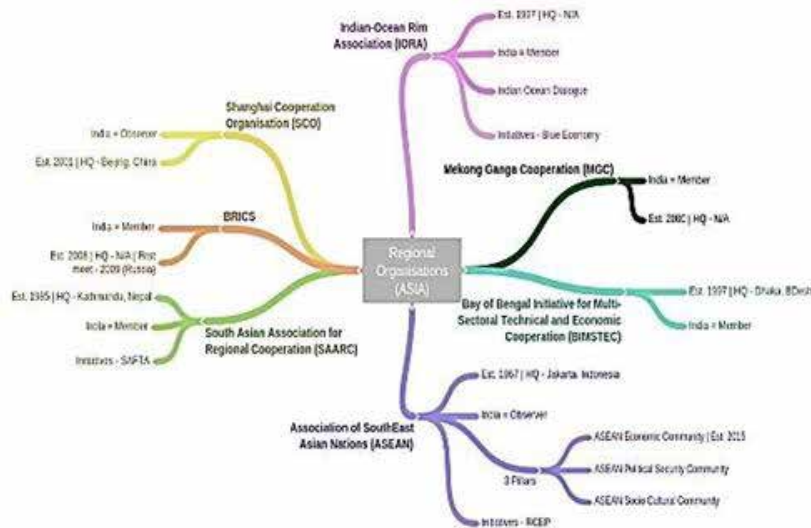 Indian-Ocean Rim
Association (IORA)
Est. 1997 | HQ - N/A
India = Member
Indian Ocean Dialogue
Initiatives - Blue Economy
Shanghai Cooperation
Organisation (SCO)
India = Observer
Est. 2001 | HQ - Beijing, China
Mekong Ganga Cooperation (MGC)
India = Member
Est. 2000 | HQ - N/A
BRICS
India = Member
Est. 2006 | HQ - N/A | First
meet - 2009 (Russia)
Regional
Organisations
(ASIA)
Est. 1985 | HQ - Kathmandu, Nepal
India = Member
Initiatives - SAFTA
South Asian Association for
Regional Cooperation (SAARC)
Bay of Bengal Initiative for Multi-
Sectoral Technical and Economic
Cooperation (BIMSTEC)
Est. 1997 | HQ - Dhaka, BDesh
India = Member
Association of SouthEast
Asian Nations (ASEAN)
Est. 1967 | HQ - Jakarta, Indonesia
India = Observer
3 Pillars
ASEAN Economic Community | Est. 2015
ASEAN Political Security Community
ASEAN Socio Cultural Community
Initiatives - RCEP